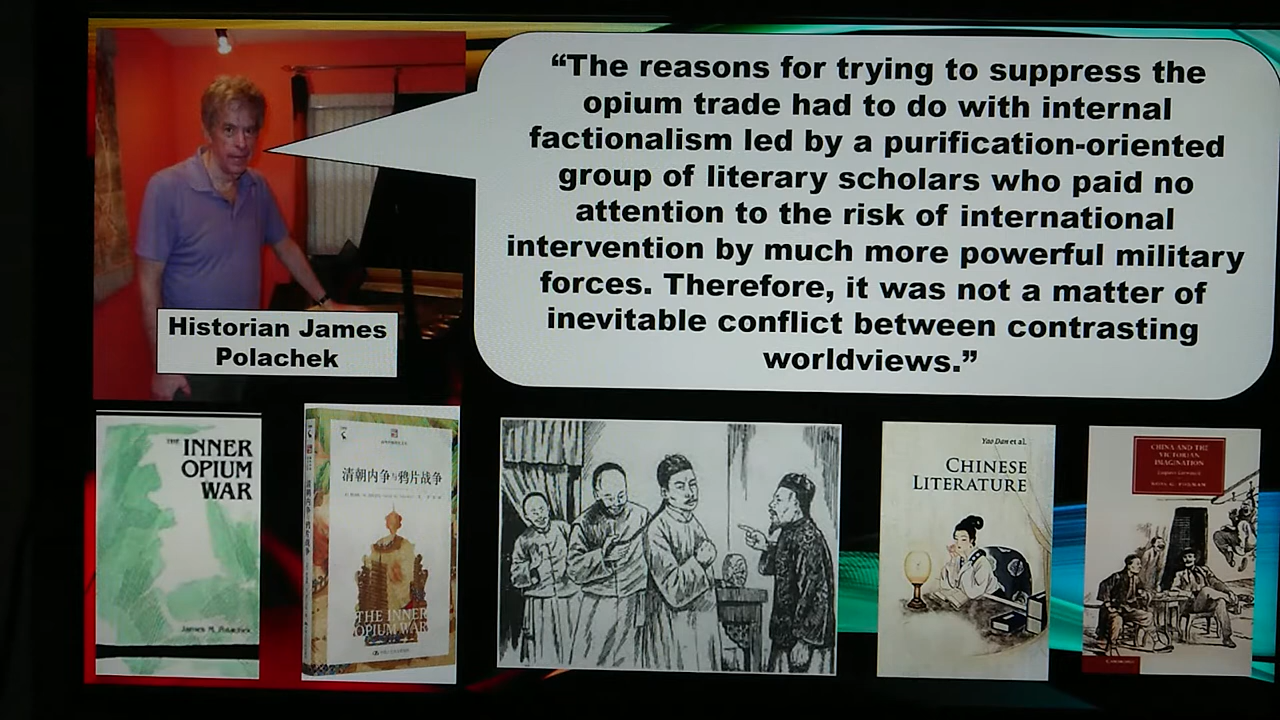 “The reasons for trying to suppress the
opium trade had to do with internal
factionalism led by a purification-oriented
group of literary scholars who paid no
attention to the risk of international
intervention by much more powerful military
forces. Therefore, it was not a matter of
inevitable conflict between contrasting
worldviews.”
Historian James
Polachek
THE INNER
OPIUM
WAR
James M. Polachek
清朝内争与鸦片战争
THE INNER
OPIUM WAR
Yao Dan et al.
CHINESE
LITERATURE
CHINA AND THE
VICTORIAN
IMAGINATION